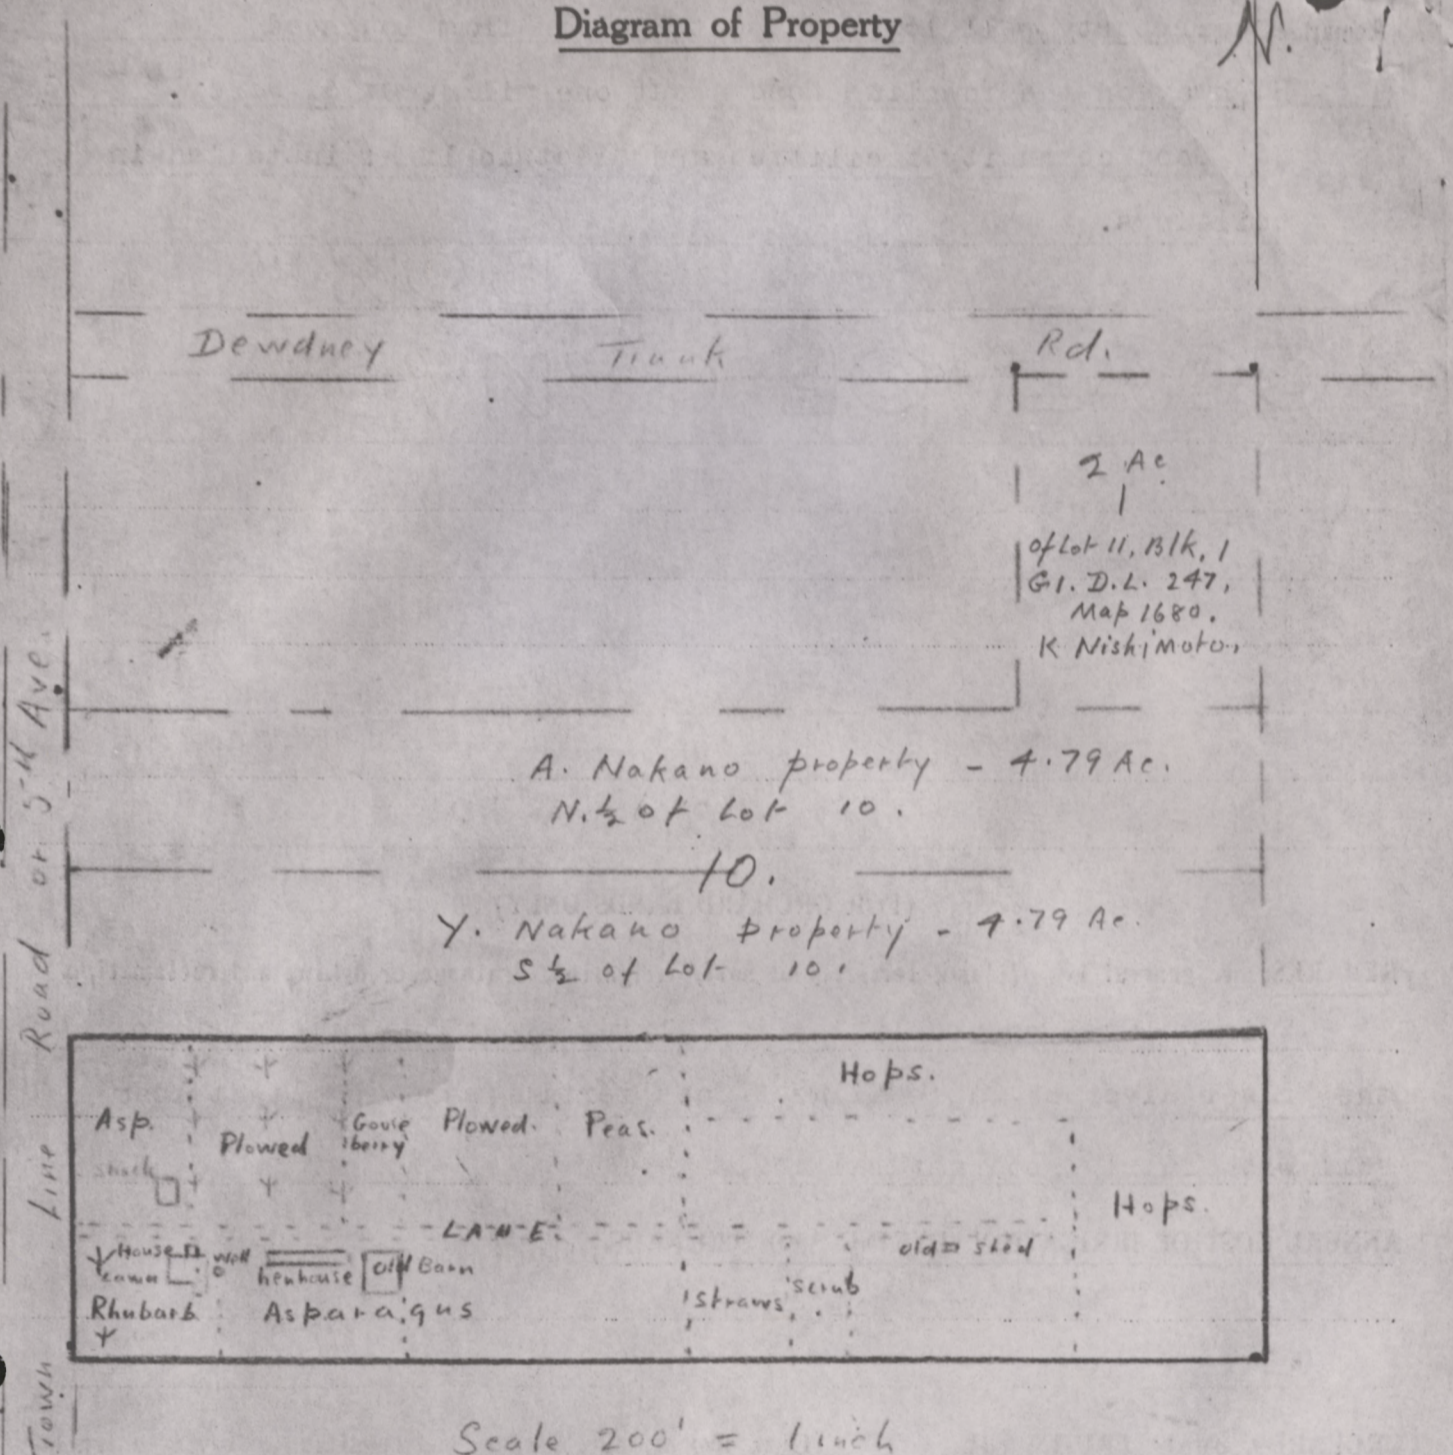 Diagram of Property
N.
Dewdney Trunk Rd.
2 Ac
1
of Lot 11, Blk. 1
G1. D.L. 247,
Map 1680.
K Nishimoto.
A. Nakano property - 4.79 Ac.
N. ½ of Lot 10.
10.
Y. Nakano property - 4.79 Ac.
S ½ of Lot 10.
Town Line Road or 5th Ave.
Hops.
Asp.
Plowed
Goose
berry
Plowed.
Peas.
Shack
Hops.
LANE
House
Lawn
Well
henhouse
old Barn
old shed
Rhubarb
Asparagus
Straws
scrub
Scale 200' = 1 inch